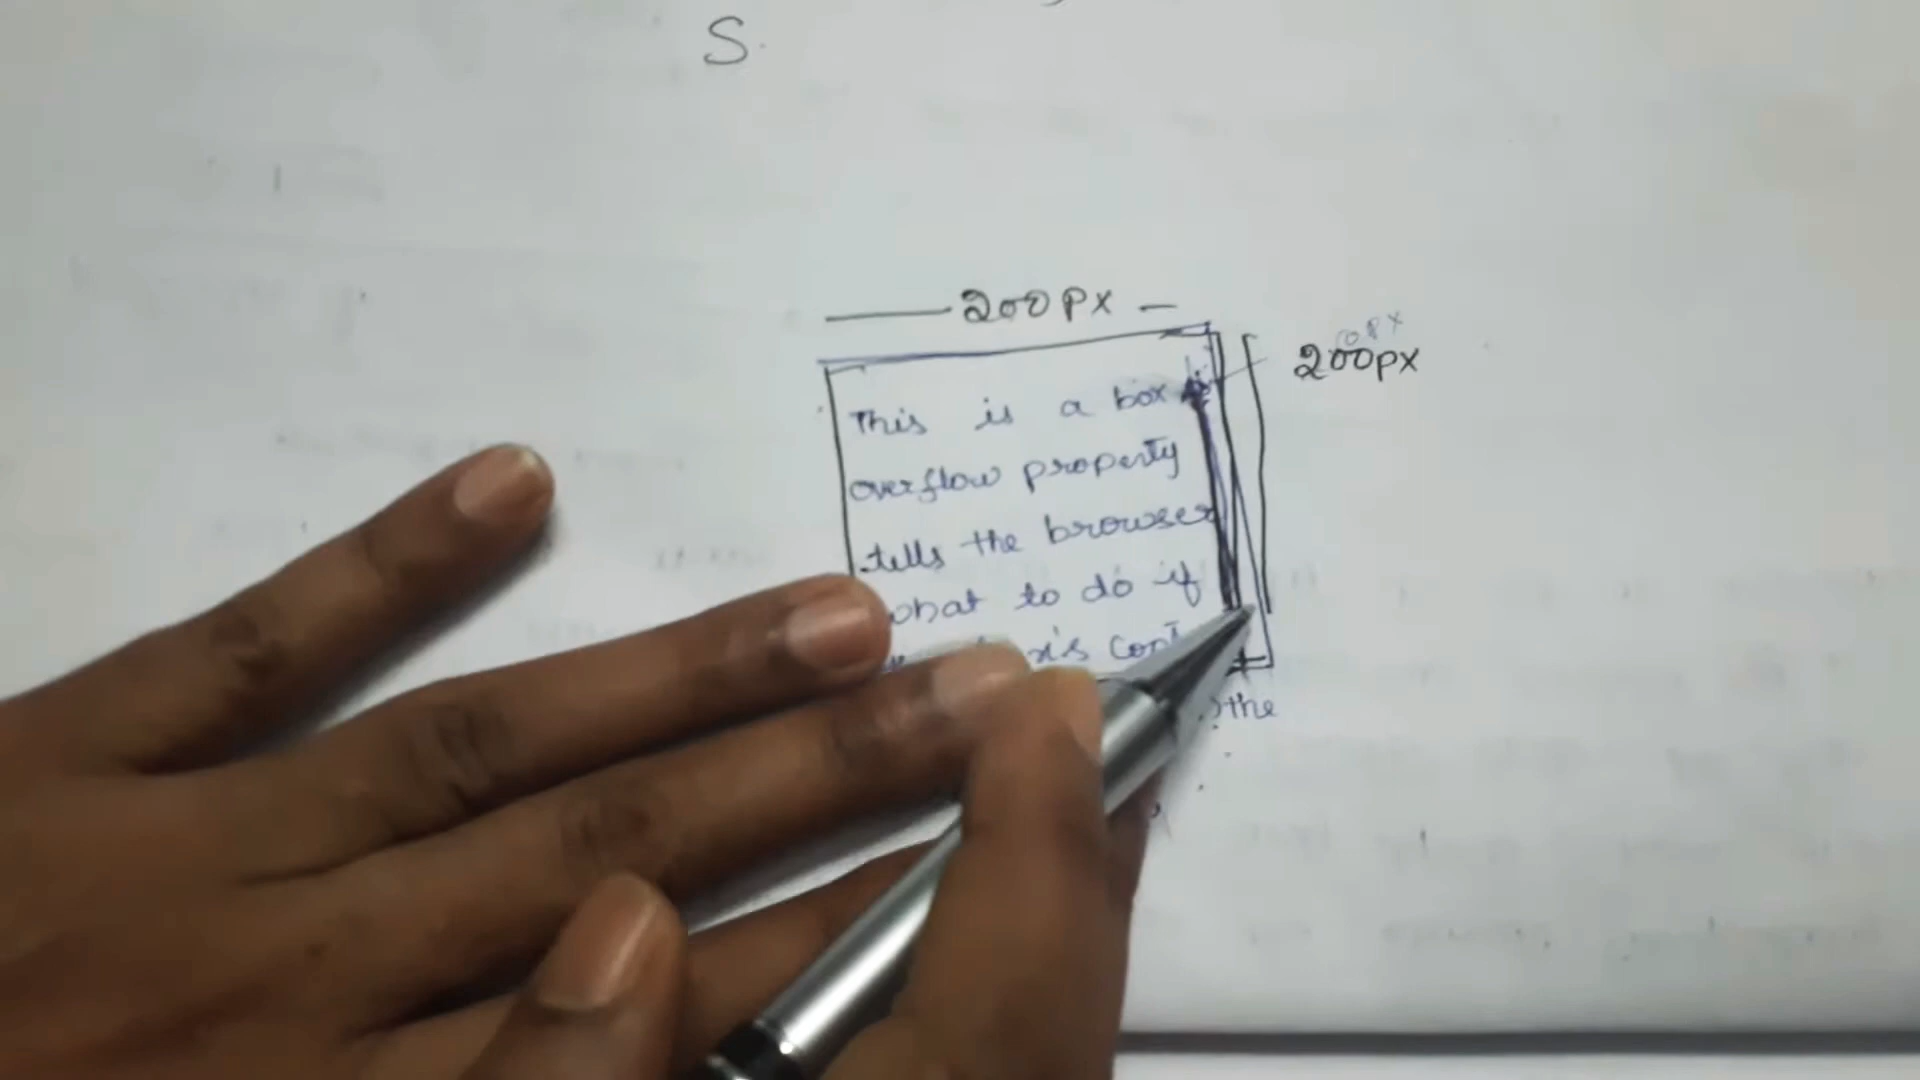 S.
200PX
200px
This is a box
overflow property
tells the browser
what to do if
the